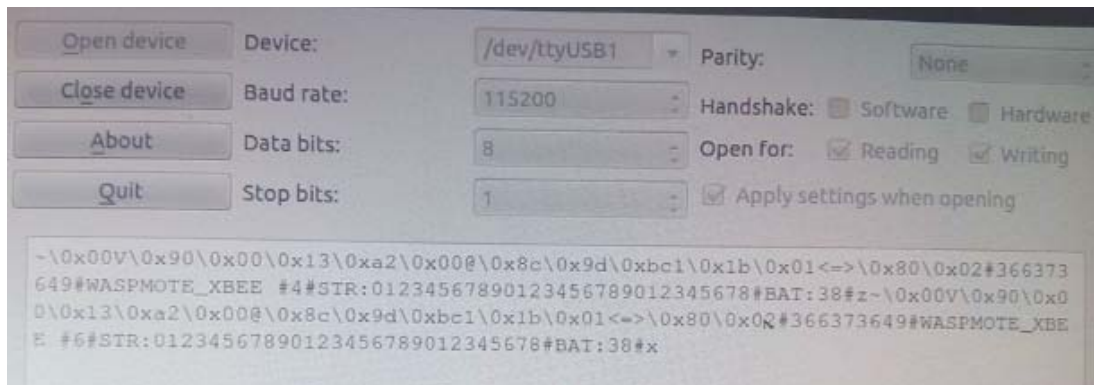 Open device Device: /dev/ttyUSB1 Parity: None
Close device Baud rate: 115200 Handshake: Software Hardware
About Data bits: 8 Open for: Reading Writing
Quit Stop bits: 1 Apply settings when opening
~\0x00V\0x90\0x00\0x13\0xa2\0x00@\0x8c\0x9d\0xbc1\0x1b\0x01<=>\0x80\0x02#366373
649#WASPMOTE_XBEE #4#STR:01234567890123456789012345678#BAT:38#z~\0x00V\0x90\0x0
0\0x13\0xa2\0x00@\0x8c\0x9d\0xbc1\0x1b\0x01<=>\0x80\0x02#366373649#WASPMOTE_XBE
E #6#STR:01234567890123456789012345678#BAT:38#x